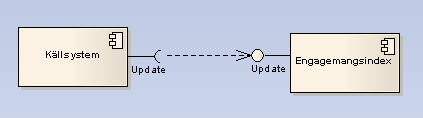 Källsystem
Update
Update
Engagemangsindex